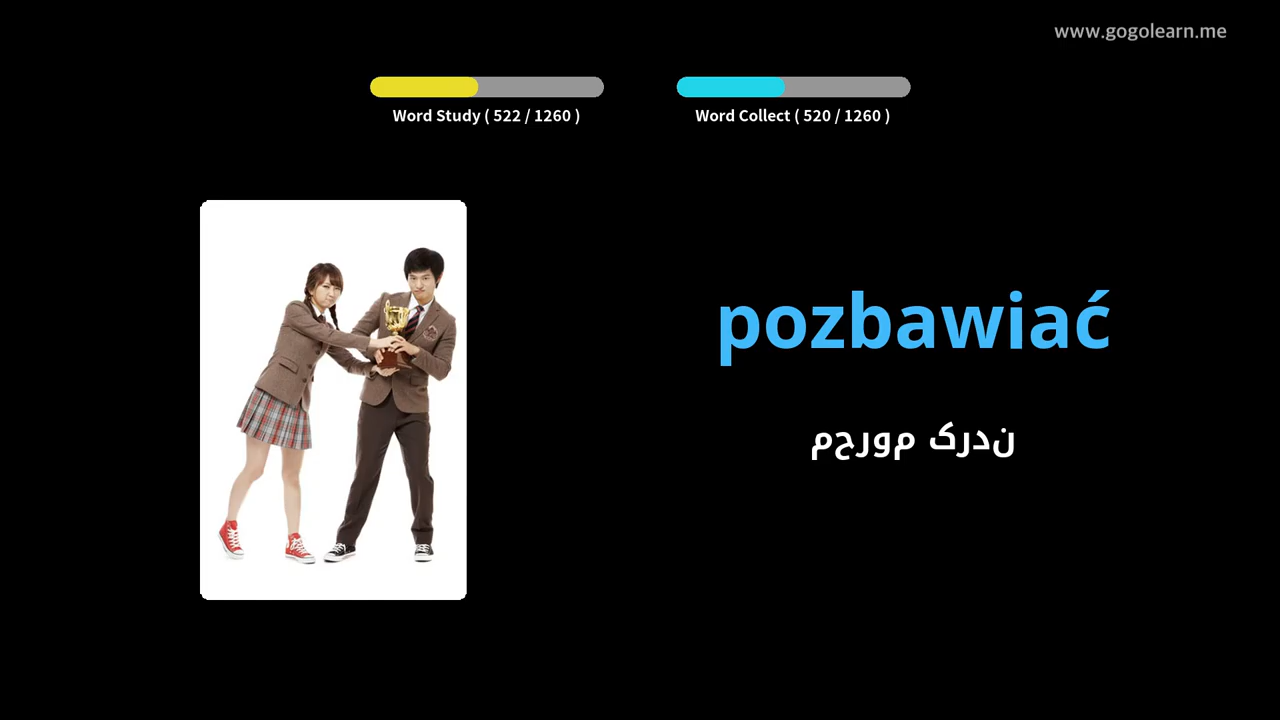 www.gogolearn.me
Word Study ( 522 / 1260 )
Word Collect ( 520 / 1260 )
pozbawiać
محروم کردن